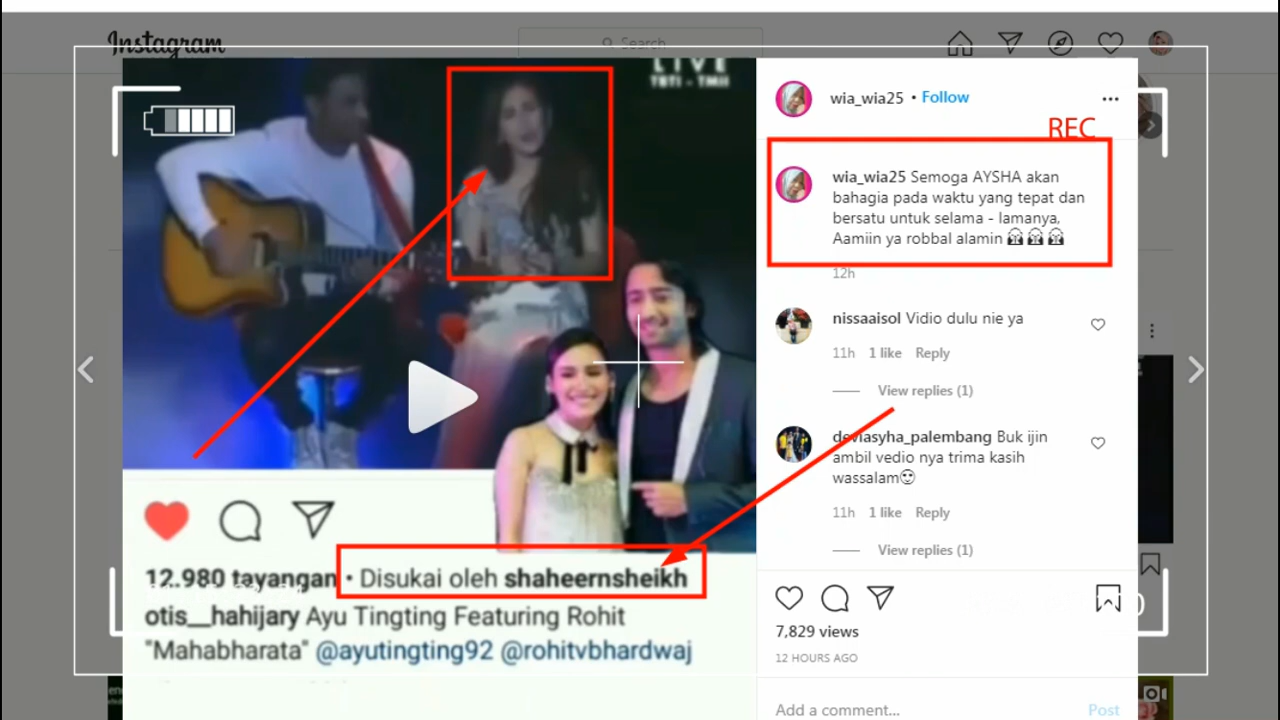 Instagram
Search
LIVE
TBTI - TMII
REC
wia_wia25 • Follow
wia_wia25 Semoga AYSHA akan
bahagia pada waktu yang tepat dan
bersatu untuk selama - lamanya,
Aamiin ya robbal alamin
12h
nissaaisol Vidio dulu nie ya
11h 1 like Reply
View replies (1)
deviasyha_palembang Buk ijin
ambil vedio nya trima kasih
wassalam
11h 1 like Reply
View replies (1)
12.980 tayangan • Disukai oleh shaheernsheikh
otis__hahijary Ayu Tingting Featuring Rohit
"Mahabharata" @ayutingting92 @rohitvbhardwaj
7,829 views
12 HOURS AGO
Add a comment... Post